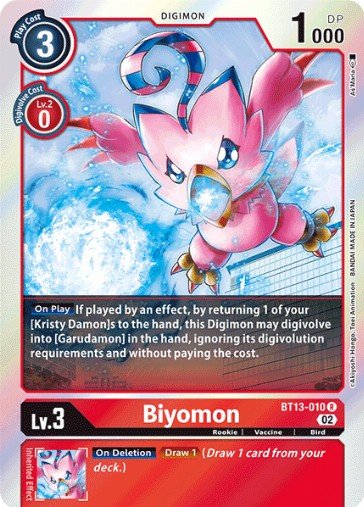 Play Cost
3
DIGIMON
DP
1000
Digivolve Cost
Lv.2
0
As'Maria
©Akiyoshi Hongo, Toei Animation BANDAI MADE IN JAPAN
On Play If played by an effect, by returning 1 of your
[Kristy Damon]s to the hand, this Digimon may digivolve
into [Garudamon] in the hand, ignoring its digivolution
requirements and without paying the cost.
Lv.3
Biyomon
BT13-010 R
02
Rookie | Vaccine | Bird
Inherited Effect
On Deletion Draw 1 (Draw 1 card from your
deck.)